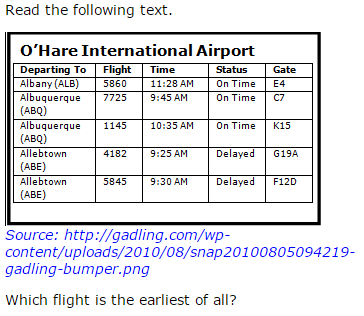 Read the following text.
O'Hare International Airport
Departing To Flight Time Status Gate
Albany (ALB) 5860 11:28 AM On Time E4
Albuquerque 7725 9:45 AM On Time C7
(ABQ)
Albuquerque 1145 10:35 AM On Time K15
(ABQ)
Allebtown 4182 9:25 AM Delayed G19A
(ABE)
Allebtown 5845 9:30 AM Delayed F12D
(ABE)
Source: http://gadling.com/wp-
content/uploads/2010/08/snap20100805094219-
gadling-bumper.png
Which flight is the earliest of all?